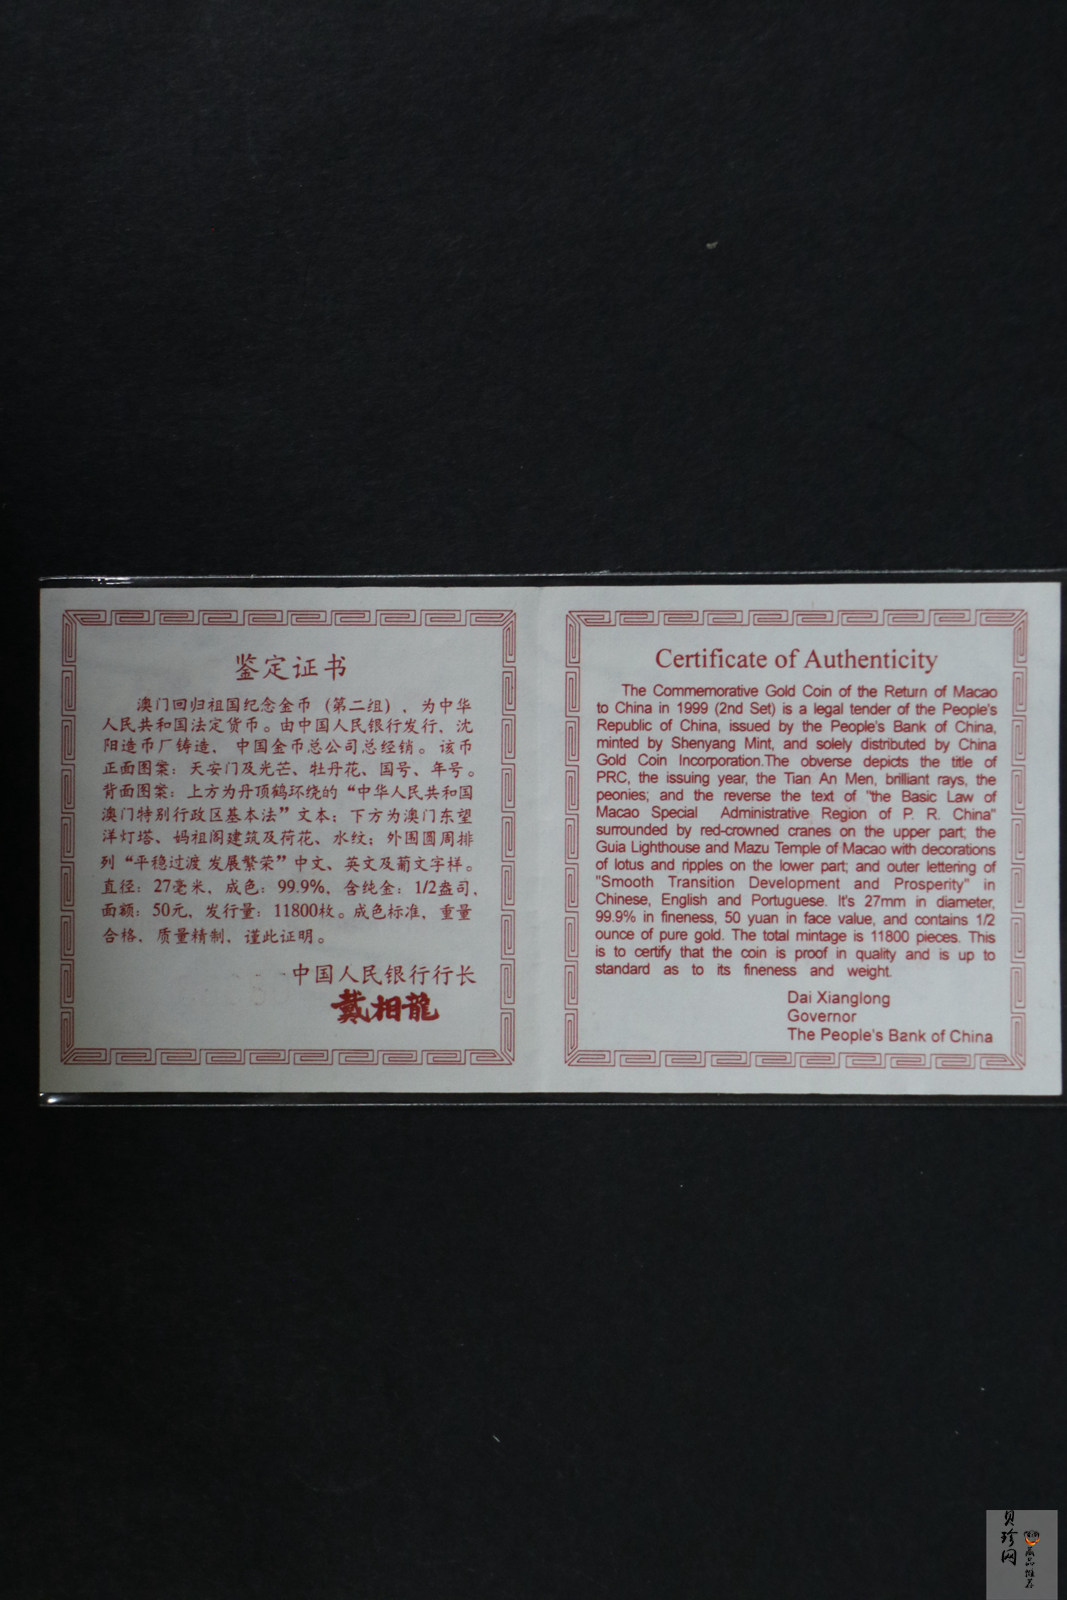 鉴定证书
澳门回归祖国纪念金币（第二组），为中华
人民共和国法定货币。由中国人民银行发行、沈
阳造币厂铸造、中国金币总公司总经销。该币
正面图案：天安门及光芒、牡丹花、国号、年号。
背面图案：上方为丹顶鹤环绕的“中华人民共和国
澳门特别行政区基本法”文本；下方为澳门东望
洋灯塔、妈祖阁建筑及荷花、水纹；外围圆周排
列“平稳过渡 发展繁荣”中文、英文及葡文字样。
直径：27毫米，成色：99.9%，含纯金：1/2盎司，
面额：50元，发行量：11800枚。成色标准，重量
合格，质量精制，谨此证明。
中国人民银行行长
戴相龍
Certificate of Authenticity
The Commemorative Gold Coin of the Return of Macao
to China in 1999 (2nd Set) is a legal tender of the People's
Republic of China, issued by the People's Bank of China,
minted by Shenyang Mint, and solely distributed by China
Gold Coin Incorporation.The obverse depicts the title of
PRC, the issuing year, the Tian An Men, brilliant rays, the
peonies; and the reverse the text of "the Basic Law of
Macao Special Administrative Region of P. R. China"
surrounded by red-crowned cranes on the upper part; the
Guia Lighthouse and Mazu Temple of Macao with decorations
of lotus and ripples on the lower part; and outer lettering of
"Smooth Transition Development and Prosperity" in
Chinese, English and Portuguese. It's 27mm in diameter,
99.9% in fineness, 50 yuan in face value, and contains 1/2
ounce of pure gold. The total mintage is 11800 pieces. This
is to certify that the coin is proof in quality and is up to
standard as to its fineness and weight.
Dai Xianglong
Governor
The People's Bank of China
贝珍网
藏品推荐